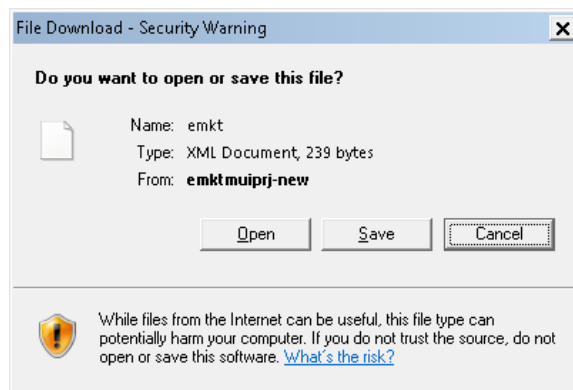 File Download - Security Warning
Do you want to open or save this file?
Name: emkt
Type: XML Document, 239 bytes
From: emktmuiprj-new
Open Save Cancel
While files from the Internet can be useful, this file type can
potentially harm your computer. If you do not trust the source, do not
open or save this software. What's the risk?